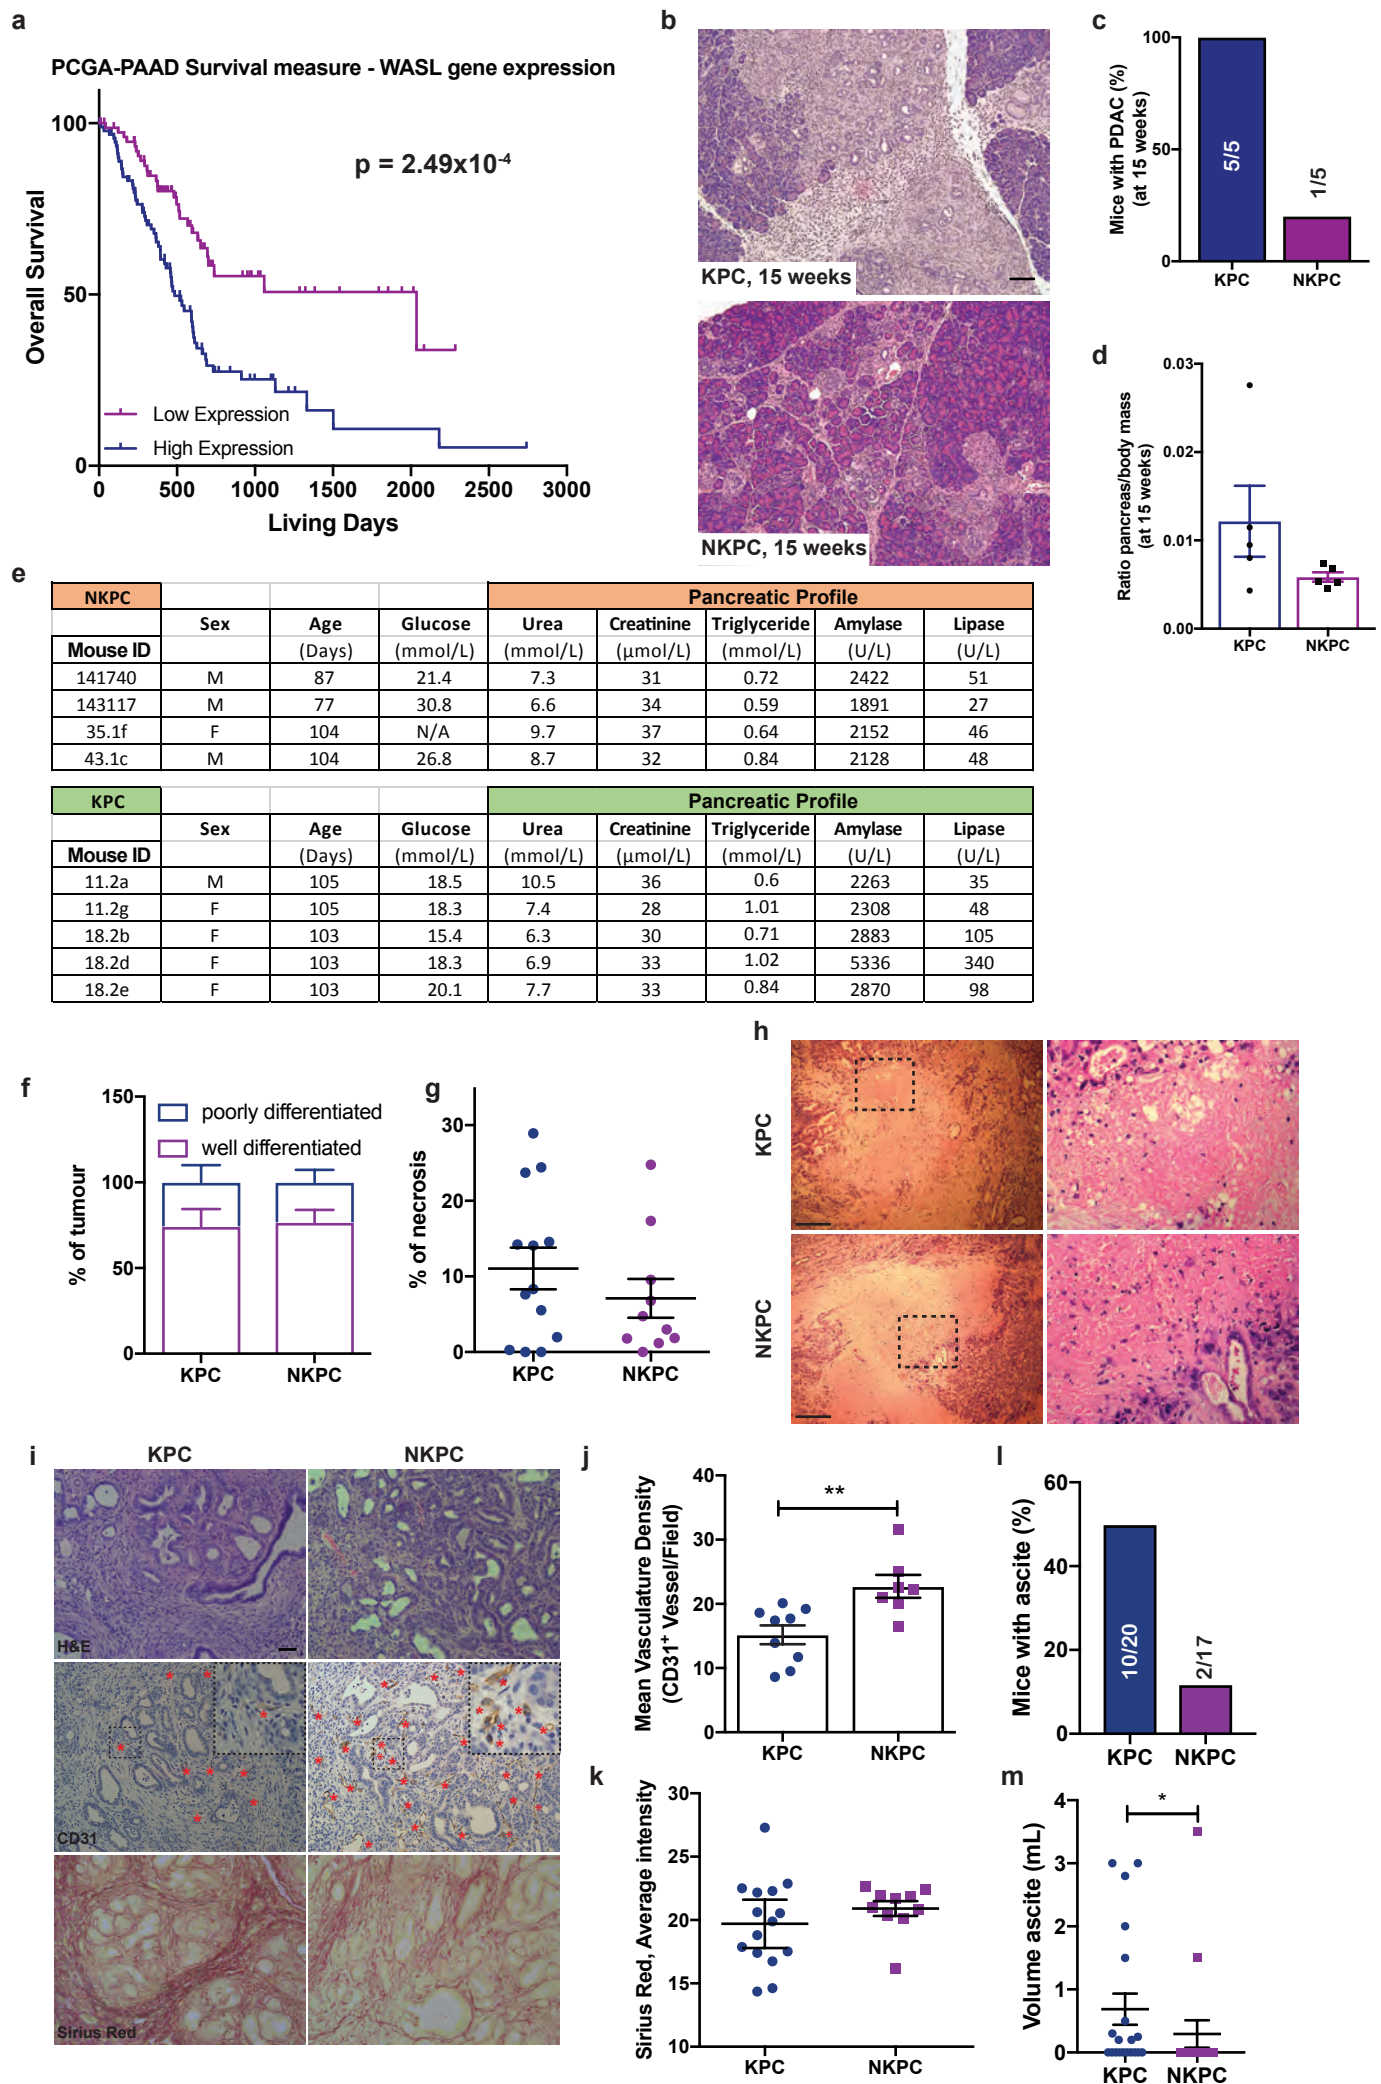 a
PCGA-PAAD Survival measure - WASL gene expression
p = 2.49x10-4
Overall Survival
100
50
0
Low Expression
High Expression
0 500 1000 1500 2000 2500 3000
Living Days
b
KPC, 15 weeks
NKPC, 15 weeks
c
Mice with PDAC (%)
(at 15 weeks)
100
50
0
5/5
1/5
KPC NKPC
d
Ratio pancreas/body mass
(at 15 weeks)
0.03
0.02
0.01
0.00
KPC NKPC
e
NKPC Pancreatic Profile
Sex Age Glucose Urea Creatinine Triglyceride Amylase Lipase
Mouse ID (Days) (mmol/L) (mmol/L) (µmol/L) (mmol/L) (U/L) (U/L)
141740 M 87 21.4 7.3 31 0.72 2422 51
143117 M 77 30.8 6.6 34 0.59 1891 27
35.1f F 104 N/A 9.7 37 0.64 2152 46
43.1c M 104 26.8 8.7 32 0.84 2128 48
KPC Pancreatic Profile
Sex Age Glucose Urea Creatinine Triglyceride Amylase Lipase
Mouse ID (Days) (mmol/L) (mmol/L) (µmol/L) (mmol/L) (U/L) (U/L)
11.2a M 105 18.5 10.5 36 0.6 2263 35
11.2g F 105 18.3 7.4 28 1.01 2308 48
18.2b F 103 15.4 6.3 30 0.71 2883 105
18.2d F 103 18.3 6.9 33 1.02 5336 340
18.2e F 103 20.1 7.7 33 0.84 2870 98
f
% of tumour
150
100
50
0
poorly differentiated
well differentiated
KPC NKPC
g
% of necrosis
30
20
10
0
KPC NKPC
h
KPC
NKPC
i
KPC NKPC
H&E
CD31
Sirius Red
j
Mean Vasculature Density
(CD31+ Vessel/Field)
40
30
20
10
0
**
KPC NKPC
k
Sirius Red, Average intensity
30
25
20
15
10
KPC NKPC
l
Mice with ascite (%)
60
40
20
0
10/20
2/17
KPC NKPC
m
Volume ascite (mL)
4
3
2
1
0
*
KPC NKPC